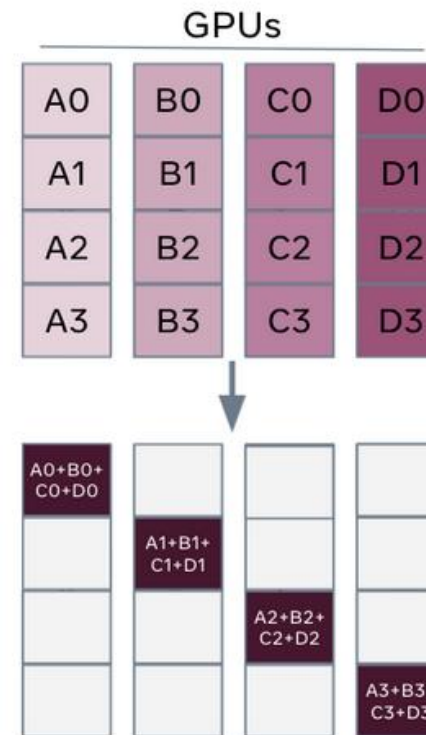 GPUs
A0 B0 C0 D0
A1 B1 C1 D1
A2 B2 C2 D2
A3 B3 C3 D3
A0+B0+
C0+D0
A1+B1+
C1+D1
A2+B2+
C2+D2
A3+B3
C3+D3